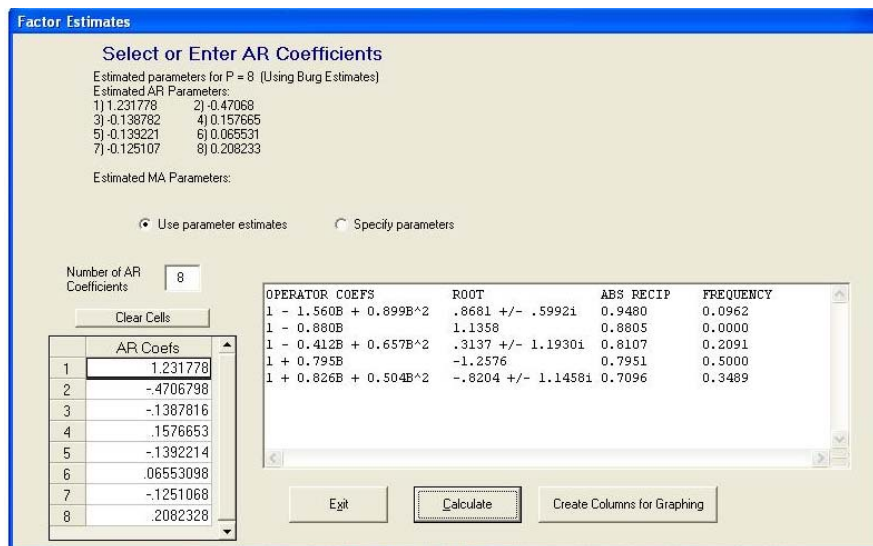 Factor Estimates
Select or Enter AR Coefficients
Estimated parameters for P = 8 (Using Burg Estimates)
Estimated AR Parameters:
1) 1.231778 2) -0.47068
3) -0.138782 4) 0.157665
5) -0.139221 6) 0.065531
7) -0.125107 8) 0.208233
Estimated MA Parameters:
Use parameter estimates Specify parameters
Number of AR Coefficients 8
Clear Cells
AR Coefs
1 1.231778
2 -.4706798
3 -.1387816
4 .1576653
5 -.1392214
6 .06553098
7 -.1251068
8 .2082328
OPERATOR COEFS ROOT ABS RECIP FREQUENCY
1 - 1.560B + 0.899B^2 .8681 +/- .5992i 0.9480 0.0962
1 - 0.880B 1.1358 0.8805 0.0000
1 - 0.412B + 0.657B^2 .3137 +/- 1.1930i 0.8107 0.2091
1 + 0.795B -1.2576 0.7951 0.5000
1 + 0.826B + 0.504B^2 -.8204 +/- 1.1458i 0.7096 0.3489
Exit Calculate Create Columns for Graphing